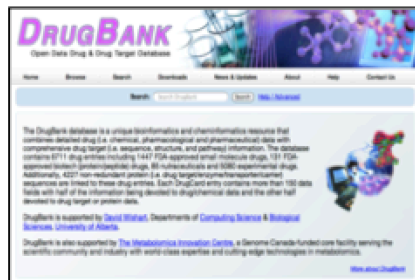 DRUGBANK
Open Data Drug & Drug Target Database
Home Browse Search Downloads News & Updates About Help Contact Us
Search: Search DrugBank Search Help / Advanced
The DrugBank database is a unique bioinformatics and cheminformatics resource that
combines detailed drug (i.e. chemical, pharmacological and pharmaceutical) data with
comprehensive drug target (i.e. sequence, structure, and pathway) information. The database
contains 6711 drug entries including 1447 FDA-approved small molecule drugs, 131 FDA-
approved biotech (protein/peptide) drugs, 85 nutraceuticals and 5080 experimental drugs.
Additionally, 4227 non-redundant protein (i.e. drug target/enzyme/transporter/carrier)
sequences are linked to these drug entries. Each DrugCard entry contains more than 150 data
fields with half of the information being devoted to drug/chemical data and the other half
devoted to drug target or protein data.
DrugBank is supported by David Wishart, Departments of Computing Science & Biological
Sciences, University of Alberta.
DrugBank is also supported by The Metabolomics Innovation Centre, a Genome Canada-funded core facility serving the
scientific community and industry with world-class expertise and cutting-edge technologies in metabolomics.
More about DrugBank